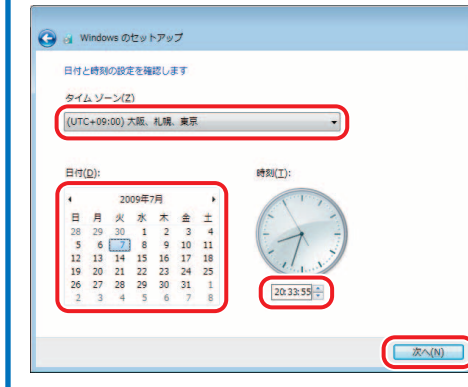 Windows のセットアップ
日付と時刻の設定を確認します
タイム ゾーン(Z)
(UTC+09:00) 大阪、札幌、東京
日付(D):
時刻(T):
2009年7月
日 月 火 水 木 金 土
28 29 30 1 2 3 4
5 6 7 8 9 10 11
12 13 14 15 16 17 18
19 20 21 22 23 24 25
26 27 28 29 30 31 1
2 3 4 5 6 7 8
20:33:55
次へ(N)